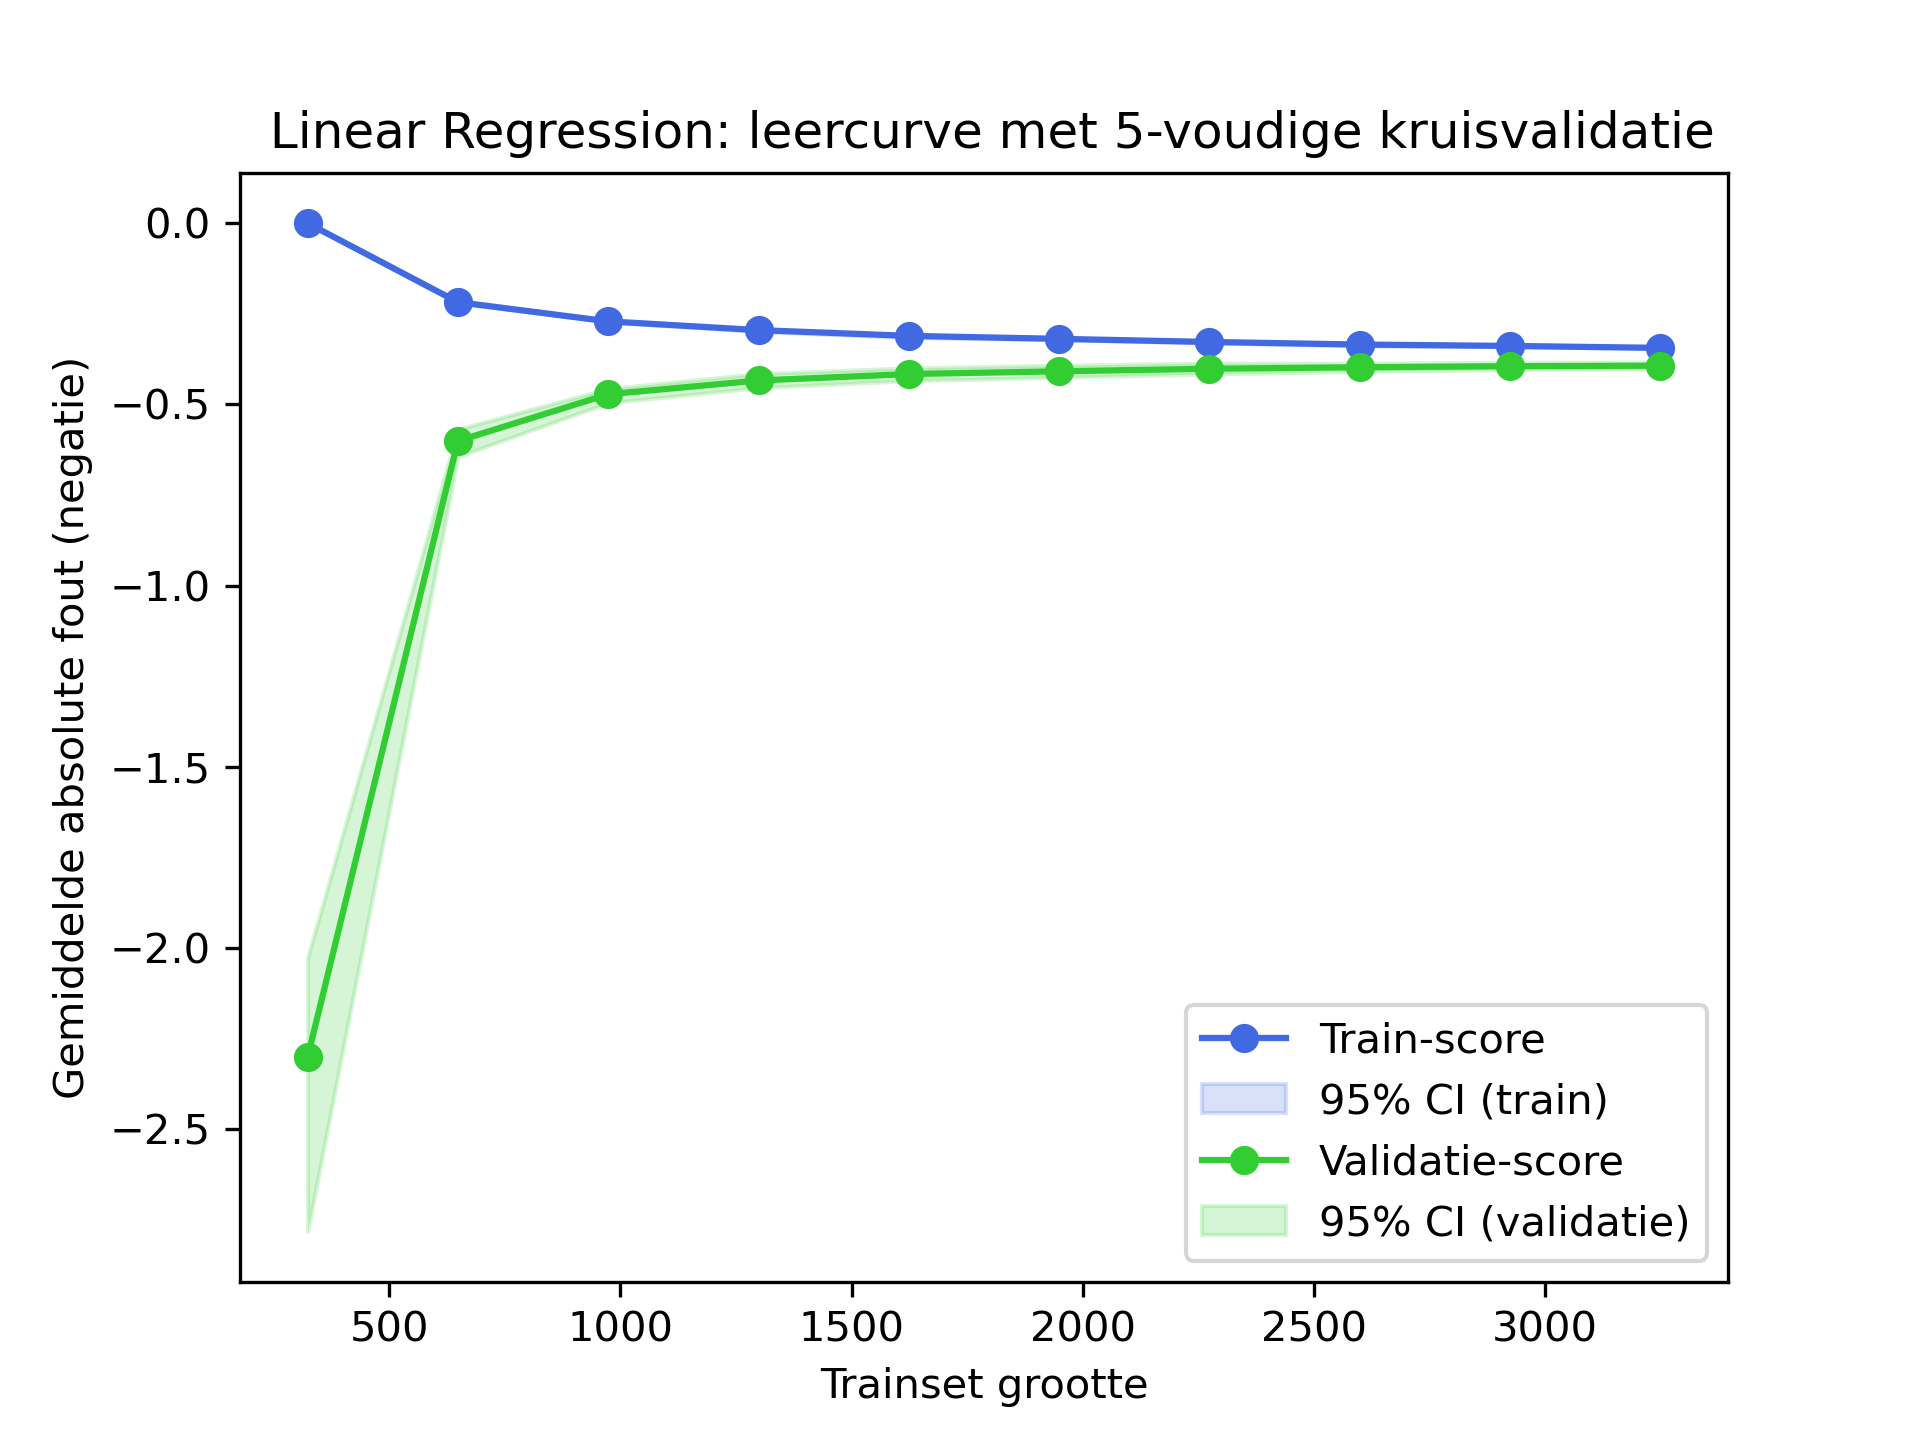 Linear Regression: leercurve met 5-voudige kruisvalidatie
Gemiddelde absolute fout (negatie)
0.0
−0.5
−1.0
−1.5
−2.0
−2.5
Train-score
95% CI (train)
Validatie-score
95% CI (validatie)
500 1000 1500 2000 2500 3000
Trainset grootte